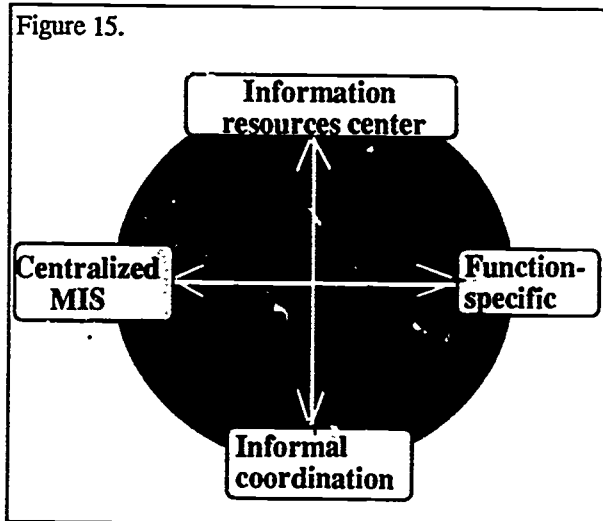 Figure 15.
Information
resources center
Centralized
MIS
Function-
specific
Informal
coordination